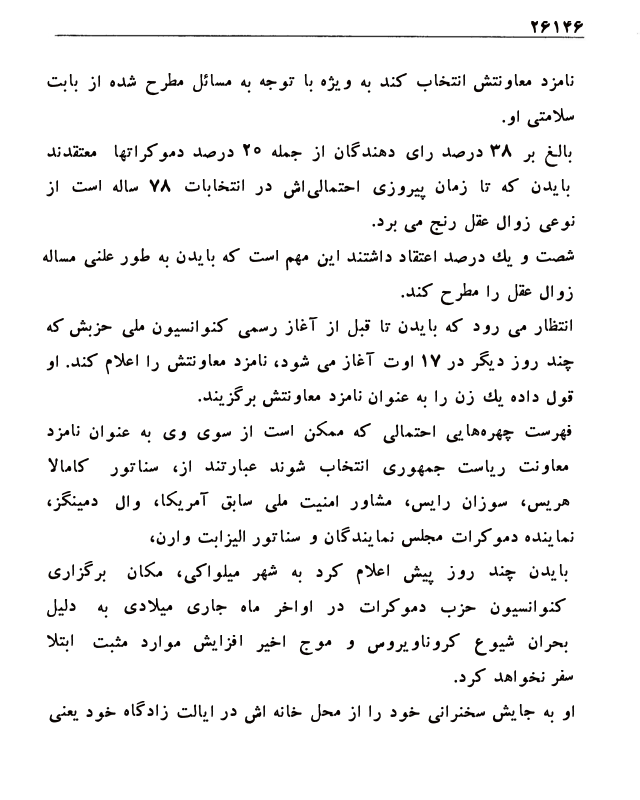 ۲۶۱۴۶
نامزد معاونتش انتخاب کند به ویژه با توجه به مسائل مطرح شده از بابت
سلامتی او.
بالغ بر ۳۸ درصد رای دهندگان از جمله ۲۰ درصد دموکراتها معتقدند
بایدن که تا زمان پیروزی احتمالی‌اش در انتخابات ۷۸ ساله است از
نوعی زوال عقل رنج می برد.
شصت و یك درصد اعتقاد داشتند این مهم است که بایدن به طور علنی مساله
زوال عقل را مطرح کند.
انتظار می رود که بایدن تا قبل از آغاز رسمی کنوانسیون ملی حزبش که
چند روز دیگر در ۱۷ اوت آغاز می شود، نامزد معاونتش را اعلام کند. او
قول داده یك زن را به عنوان نامزد معاونتش برگزیند.
فهرست چهره‌هایی احتمالی که ممکن است از سوی وی به عنوان نامزد
معاونت ریاست جمهوری انتخاب شوند عبارتند از، سناتور کامالا
هریس، سوزان رایس، مشاور امنیت ملی سابق آمریکا، وال دمینگز،
نماینده دموکرات مجلس نمایندگان و سناتور الیزابت وارن،
بایدن چند روز پیش اعلام کرد به شهر میلواکی، مکان برگزاری
کنوانسیون حزب دموکرات در اواخر ماه جاری میلادی به دلیل
بحران شیوع کروناویروس و موج اخیر افزایش موارد مثبت ابتلا
سفر نخواهد کرد.
او به جایش سخنرانی خود را از محل خانه اش در ایالت زادگاه خود یعنی